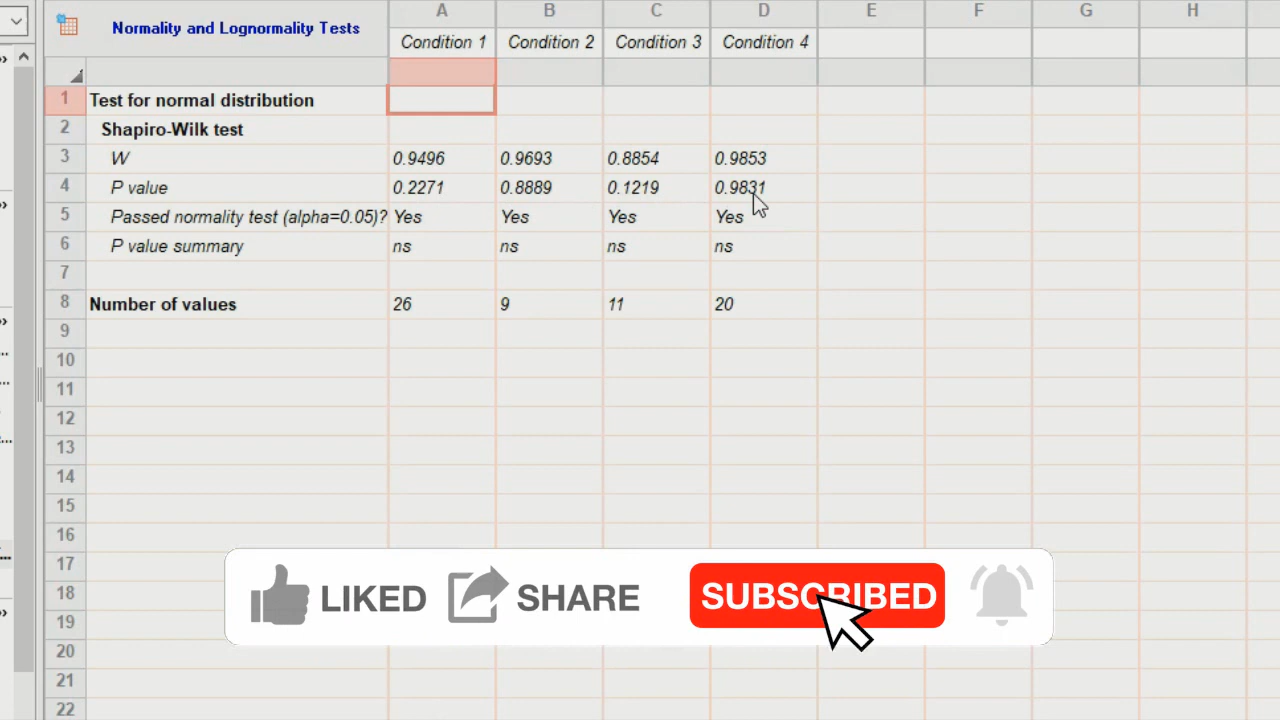 A B C D E F G H
Normality and Lognormality Tests
Condition 1 Condition 2 Condition 3 Condition 4
1 Test for normal distribution
2 Shapiro-Wilk test
3 W 0.9496 0.9693 0.8854 0.9853
4 P value 0.2271 0.8889 0.1219 0.9831
5 Passed normality test (alpha=0.05)? Yes Yes Yes Yes
6 P value summary ns ns ns ns
7
8 Number of values 26 9 11 20
9
10
11
12
13
14
15
16
17
18
19
20
21
22
LIKED SHARE SUBSCRIBED